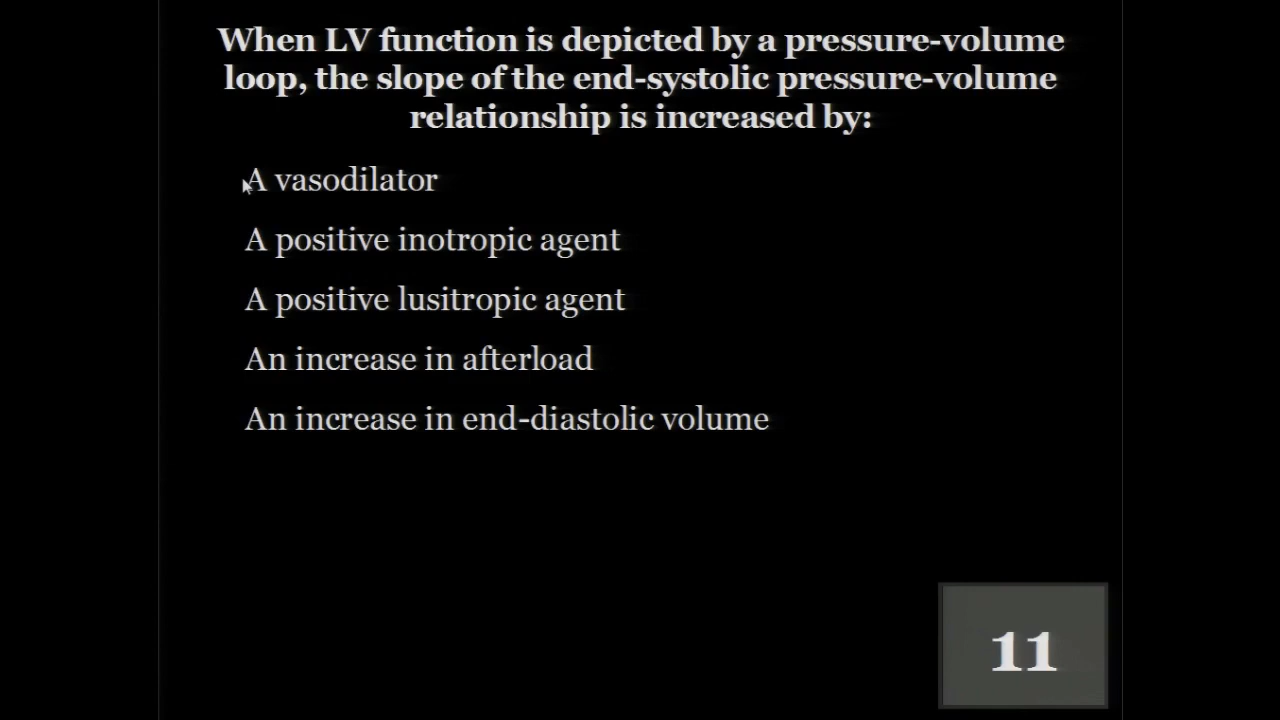 When LV function is depicted by a pressure-volume
loop, the slope of the end-systolic pressure-volume
relationship is increased by:
A vasodilator
A positive inotropic agent
A positive lusitropic agent
An increase in afterload
An increase in end-diastolic volume
11